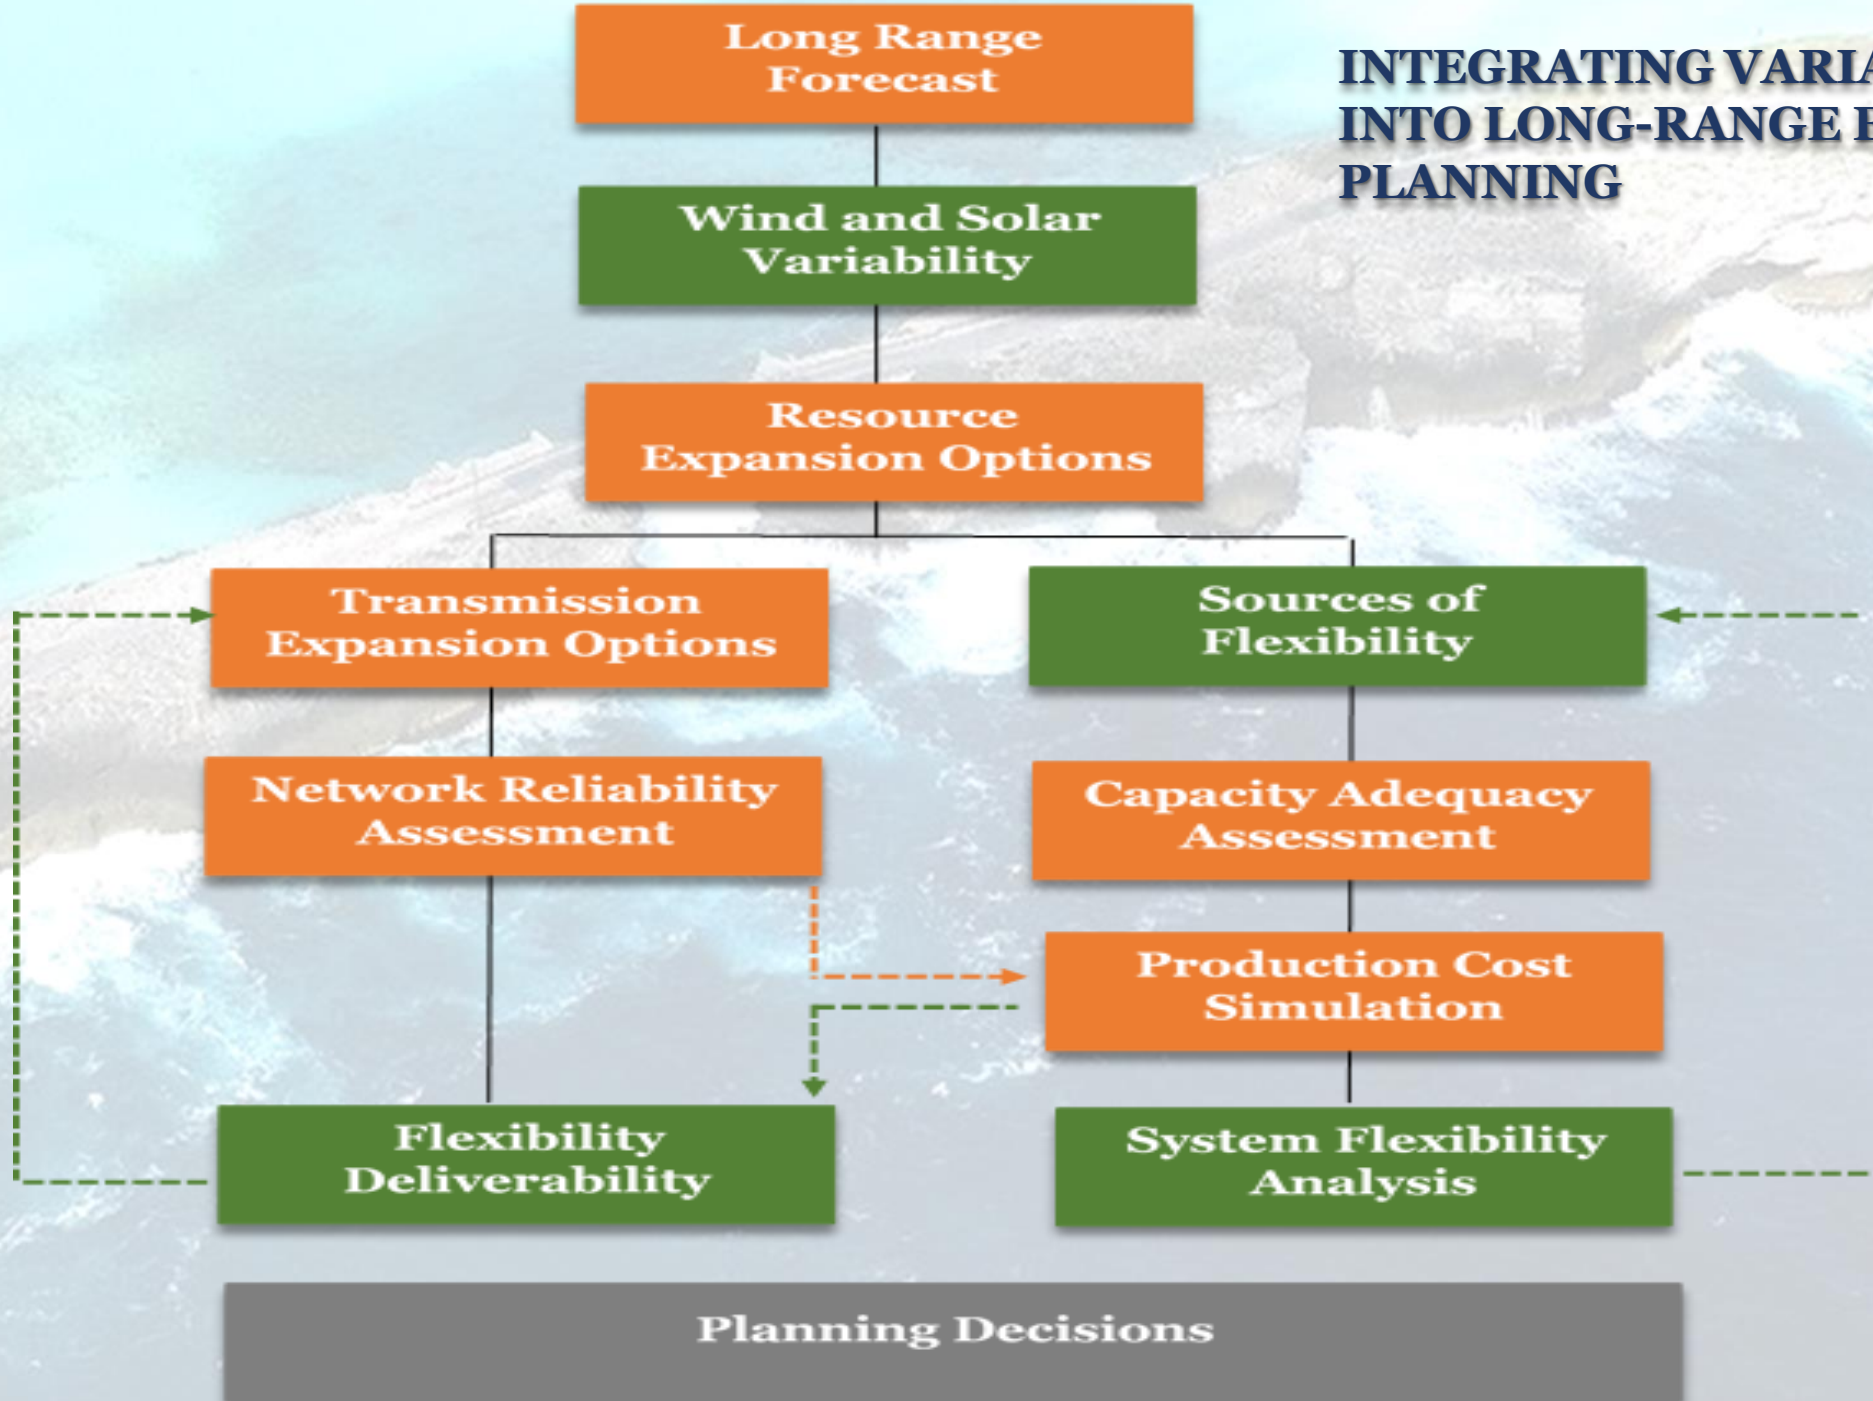 Long Range
Forecast
INTEGRATING
INTO LONG-RANGE
PLANNING
Wind and Solar
Variability
Resource
Expansion Options
Transmission
Expansion Options
Sources of
Flexibility
Network Reliability
Assessment
Capacity Adequacy
Assessment
Production Cost
Simulation
Flexibility
Deliverability
System Flexibility
Analysis
Planning Decisions